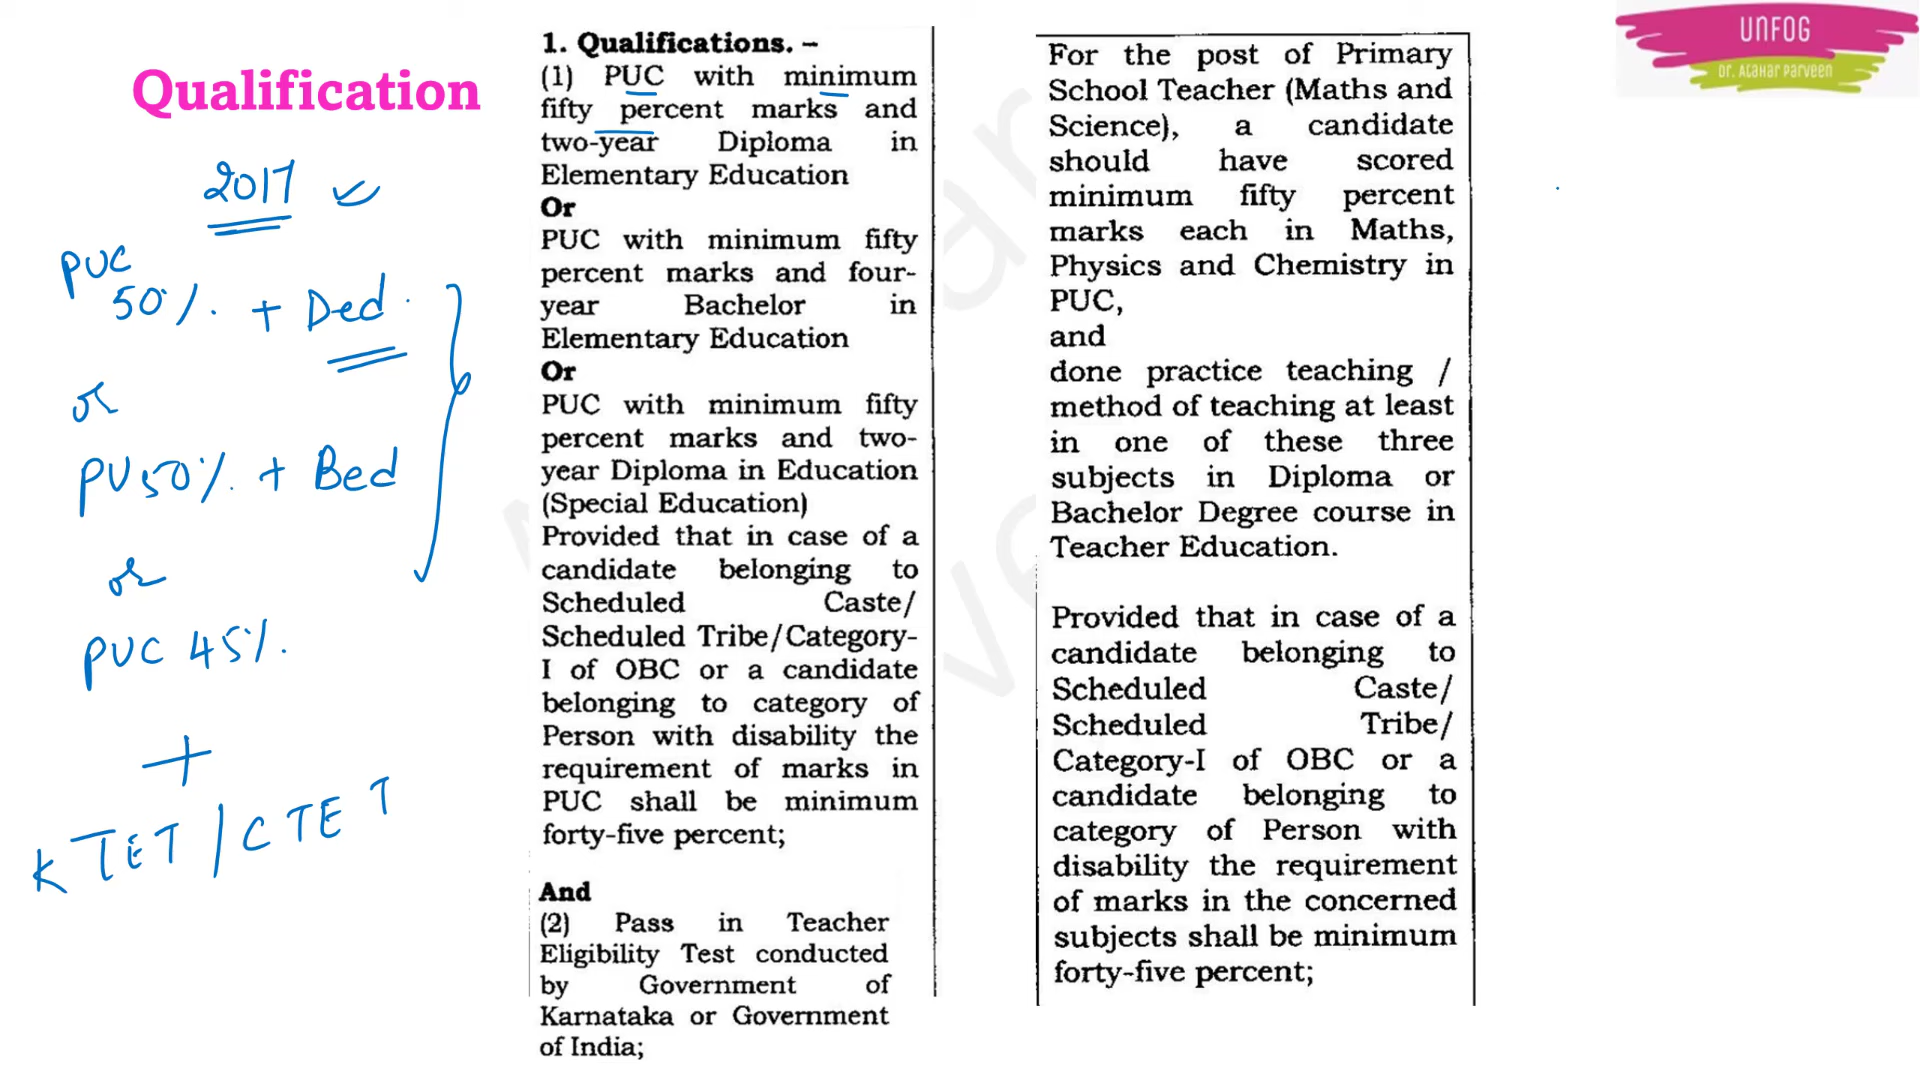 Qualification
2017
PUC
50%. + Ded.
or
PU50%. + Bed
or
PUC 45%.
+
KTET/CTET
1. Qualifications. –
(1) PUC with minimum
fifty percent marks and
two-year Diploma in
Elementary Education
Or
PUC with minimum fifty
percent marks and four-
year Bachelor in
Elementary Education
Or
PUC with minimum fifty
percent marks and two-
year Diploma in Education
(Special Education)
Provided that in case of a
candidate belonging to
Scheduled Caste/
Scheduled Tribe/Category-
I of OBC or a candidate
belonging to category of
Person with disability the
requirement of marks in
PUC shall be minimum
forty-five percent;
And
(2) Pass in Teacher
Eligibility Test conducted
by Government of
Karnataka or Government
of India;
For the post of Primary
School Teacher (Maths and
Science), a candidate
should have scored
minimum fifty percent
marks each in Maths,
Physics and Chemistry in
PUC,
and
done practice teaching /
method of teaching at least
in one of these three
subjects in Diploma or
Bachelor Degree course in
Teacher Education.
Provided that in case of a
candidate belonging to
Scheduled Caste/
Scheduled Tribe/
Category-I of OBC or a
candidate belonging to
category of Person with
disability the requirement
of marks in the concerned
subjects shall be minimum
forty-five percent;
UNFOG
Dr. Atahar Parveen